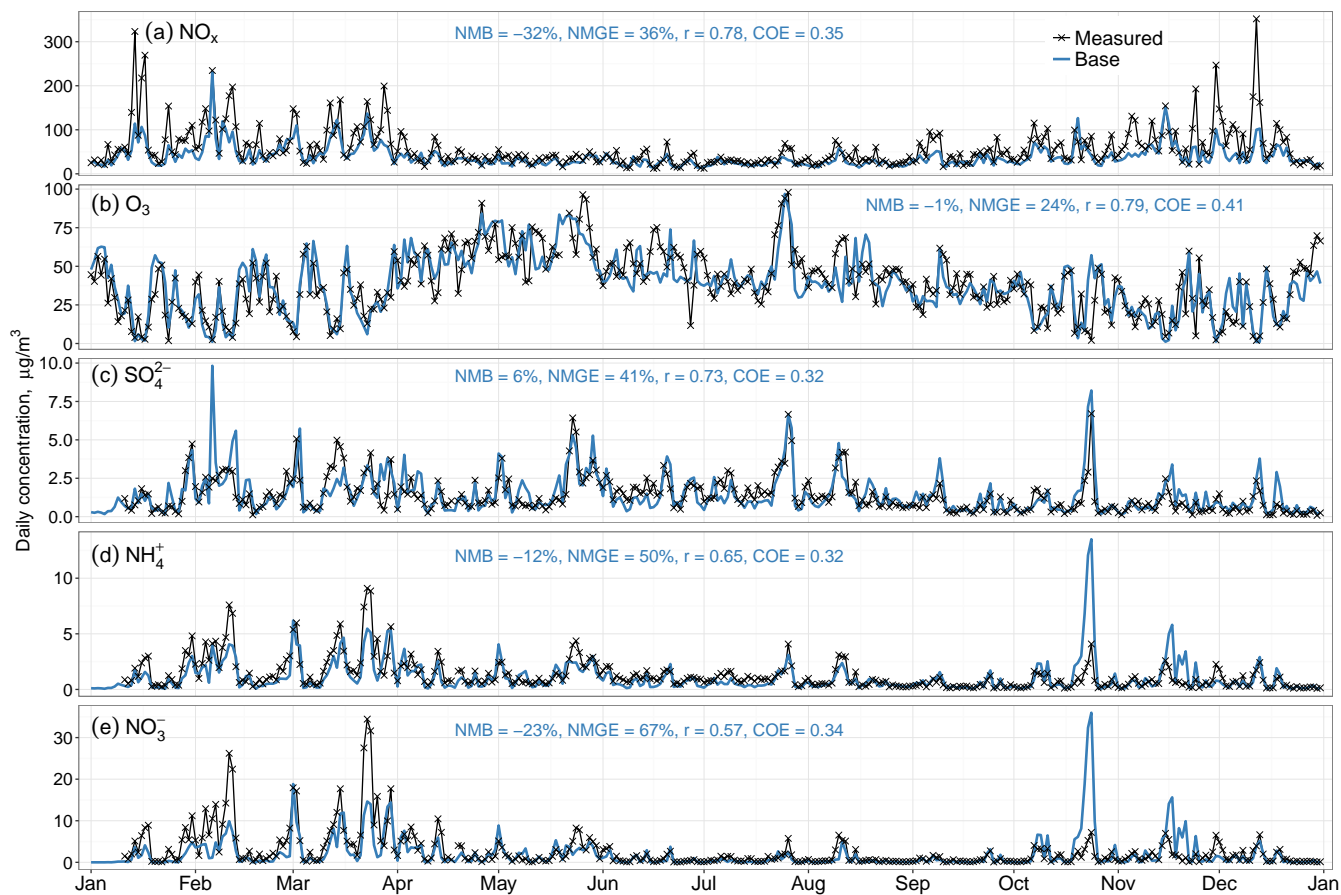 (a) NOₓ
NMB = −32%, NMGE = 36%, r = 0.78, COE = 0.35
Measured
Base
300
200
100
0
(b) O₃
NMB = −1%, NMGE = 24%, r = 0.79, COE = 0.41
100
75
50
25
0
Daily concentration, μg/m³
(c) SO₄²⁻
NMB = 6%, NMGE = 41%, r = 0.73, COE = 0.32
10.0
7.5
5.0
2.5
0.0
(d) NH₄⁺
NMB = −12%, NMGE = 50%, r = 0.65, COE = 0.32
10
5
0
(e) NO₃⁻
NMB = −23%, NMGE = 67%, r = 0.57, COE = 0.34
30
20
10
0
Jan Feb Mar Apr May Jun Jul Aug Sep Oct Nov Dec Jan